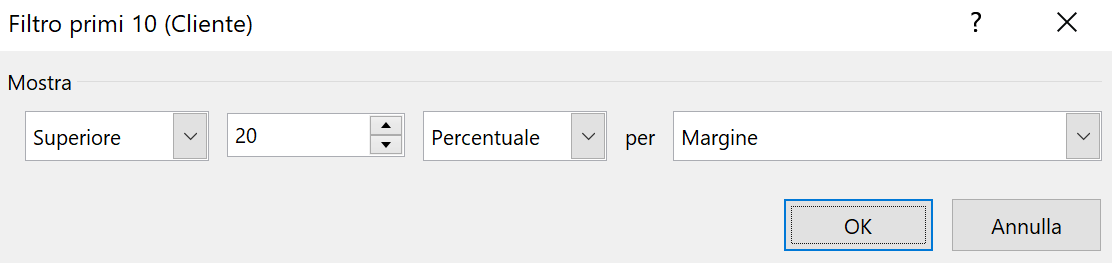 Filtro primi 10 (Cliente) ?
Mostra
Superiore 20 Percentuale per Margine
OK Annulla